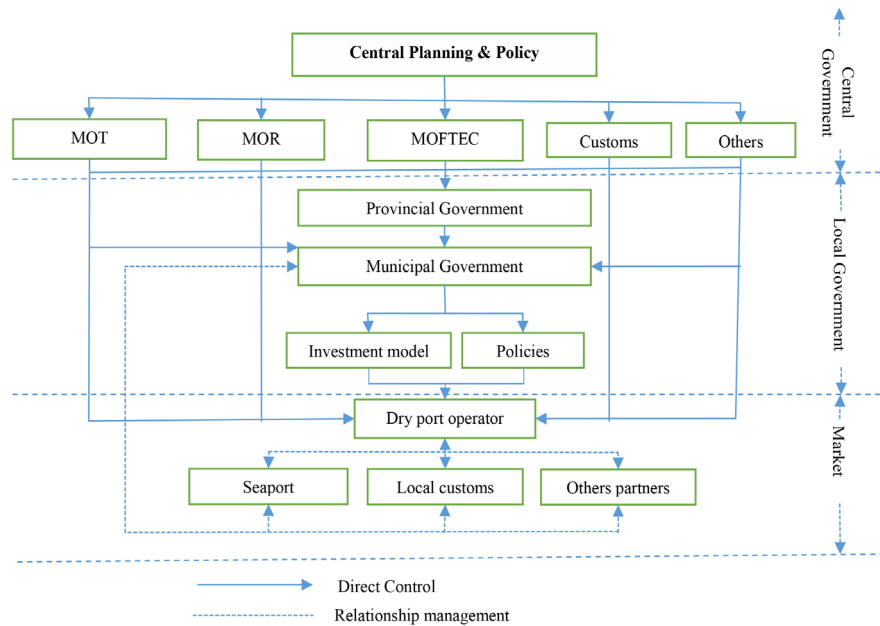 Central Planning & Policy
Central
Government
MOT
MOR
MOFTEC
Customs
Others
Provincial Government
Municipal Government
Local Government
Investment model
Policies
Dry port operator
Market
Seaport
Local customs
Others partners
Direct Control
Relationship management